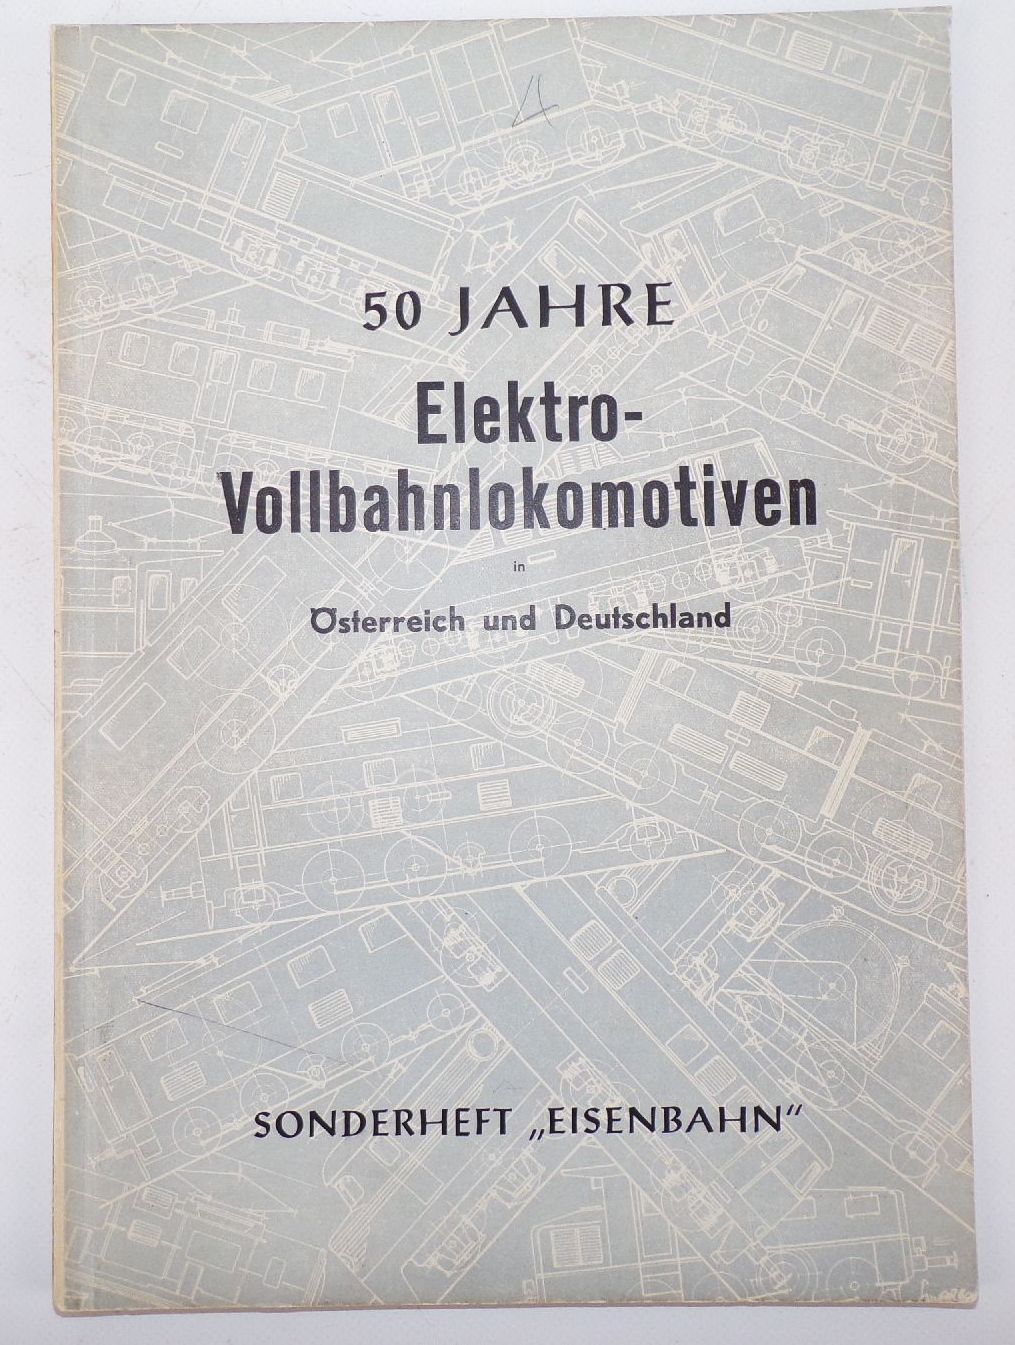 50 JAHRE
Elektro-
Vollbahnlokomotiven
in
Österreich und Deutschland
SONDERHEFT „EISENBAHN“